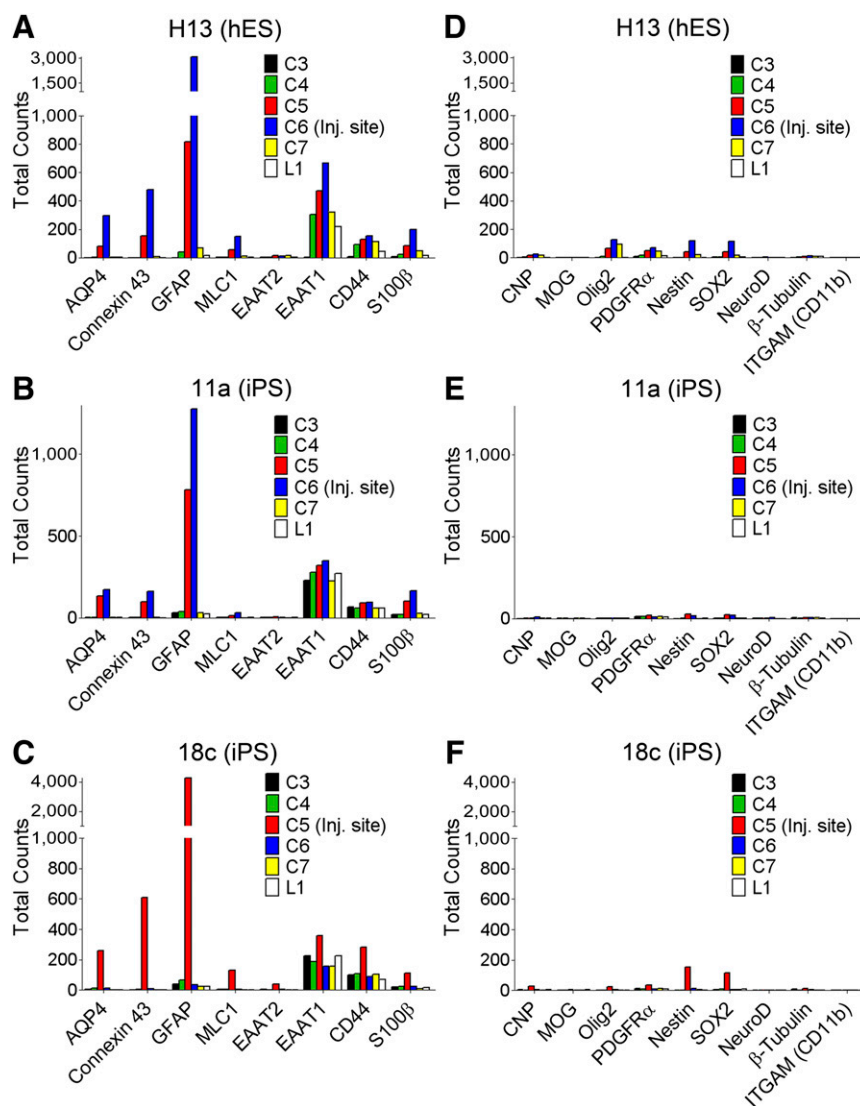 A
H13 (hES)
3,000
1,500
1,000
800
600
400
200
0
Total Counts
C3
C4
C5
C6 (Inj. site)
C7
L1
AQP4
Connexin 43
GFAP
MLC1
EAAT2
EAAT1
CD44
S100β
D
H13 (hES)
3,000
1,500
1,000
800
600
400
200
0
Total Counts
C3
C4
C5
C6 (Inj. site)
C7
L1
CNP
MOG
Olig2
PDGFRα
Nestin
SOX2
NeuroD
β-Tubulin
ITGAM (CD11b)
B
11a (iPS)
1,000
500
0
Total Counts
C3
C4
C5
C6 (Inj. site)
C7
L1
AQP4
Connexin 43
GFAP
MLC1
EAAT2
EAAT1
CD44
S100β
E
11a (iPS)
1,000
500
0
Total Counts
C3
C4
C5
C6 (Inj. site)
C7
L1
CNP
MOG
Olig2
PDGFRα
Nestin
SOX2
NeuroD
β-Tubulin
ITGAM (CD11b)
C
18c (iPS)
4,000
2,000
1,000
800
600
400
200
0
Total Counts
C3
C4
C5 (Inj. site)
C6
C7
L1
AQP4
Connexin 43
GFAP
MLC1
EAAT2
EAAT1
CD44
S100β
F
18c (iPS)
4,000
2,000
1,000
800
600
400
200
0
Total Counts
C3
C4
C5 (Inj. site)
C6
C7
L1
CNP
MOG
Olig2
PDGFRα
Nestin
SOX2
NeuroD
β-Tubulin
ITGAM (CD11b)